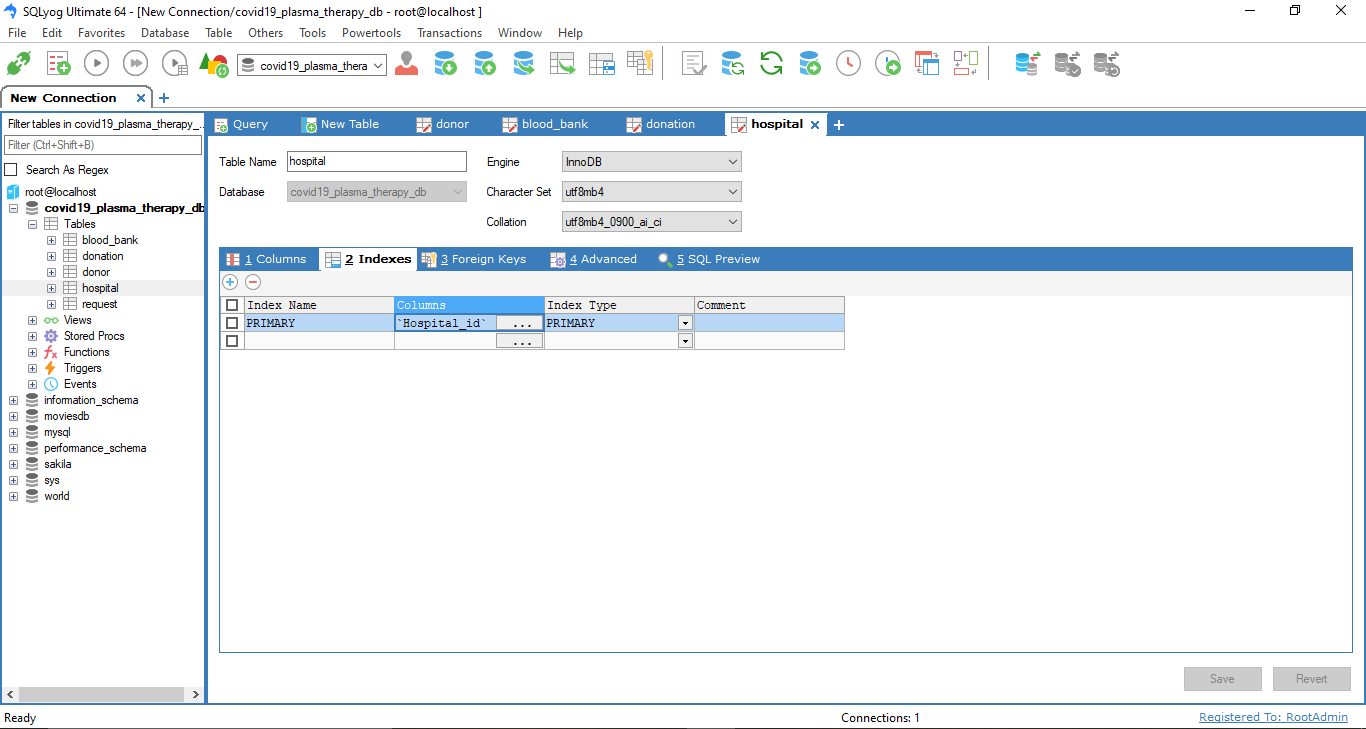 SQLyog Ultimate 64 - [New Connection/covid19_plasma_therapy_db - root@localhost ]
File Edit Favorites Database Table Others Tools Powertools Transactions Window Help
covid19_plasma_thera
New Connection
Filter tables in covid19_plasma_therapy_...
Filter (Ctrl+Shift+B)
Search As Regex
root@localhost
covid19_plasma_therapy_db
Tables
blood_bank
donation
donor
hospital
request
Views
Stored Procs
Functions
Triggers
Events
information_schema
moviesdb
mysql
performance_schema
sakila
sys
world
Query New Table donor blood_bank donation hospital
Table Name hospital Engine InnoDB
Database covid19_plasma_therapy_db Character Set utf8mb4
Collation utf8mb4_0900_ai_ci
1 Columns 2 Indexes 3 Foreign Keys 4 Advanced 5 SQL Preview
Index Name Columns Index Type Comment
PRIMARY `Hospital_id` ... PRIMARY
...
Save Revert
Ready Connections: 1 Registered To: RootAdmin